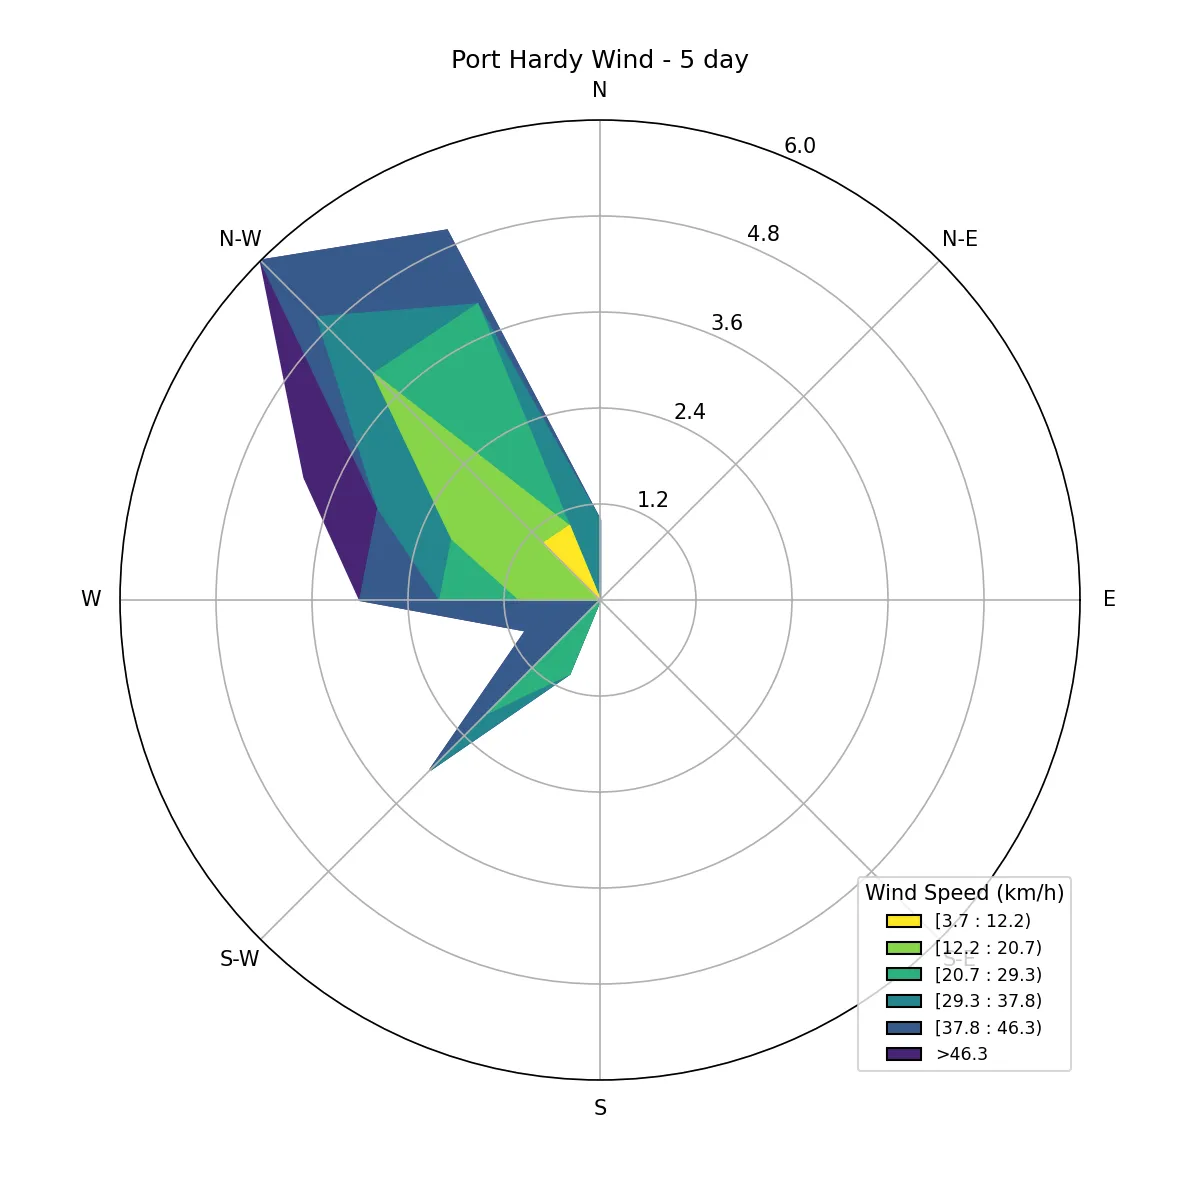 Port Hardy Wind - 5 day
N
6.0
N-W
N-E
4.8
3.6
2.4
1.2
W
E
S-W
S-E
S
Wind Speed (km/h)
[3.7 : 12.2)
[12.2 : 20.7)
[20.7 : 29.3)
[29.3 : 37.8)
[37.8 : 46.3)
>46.3